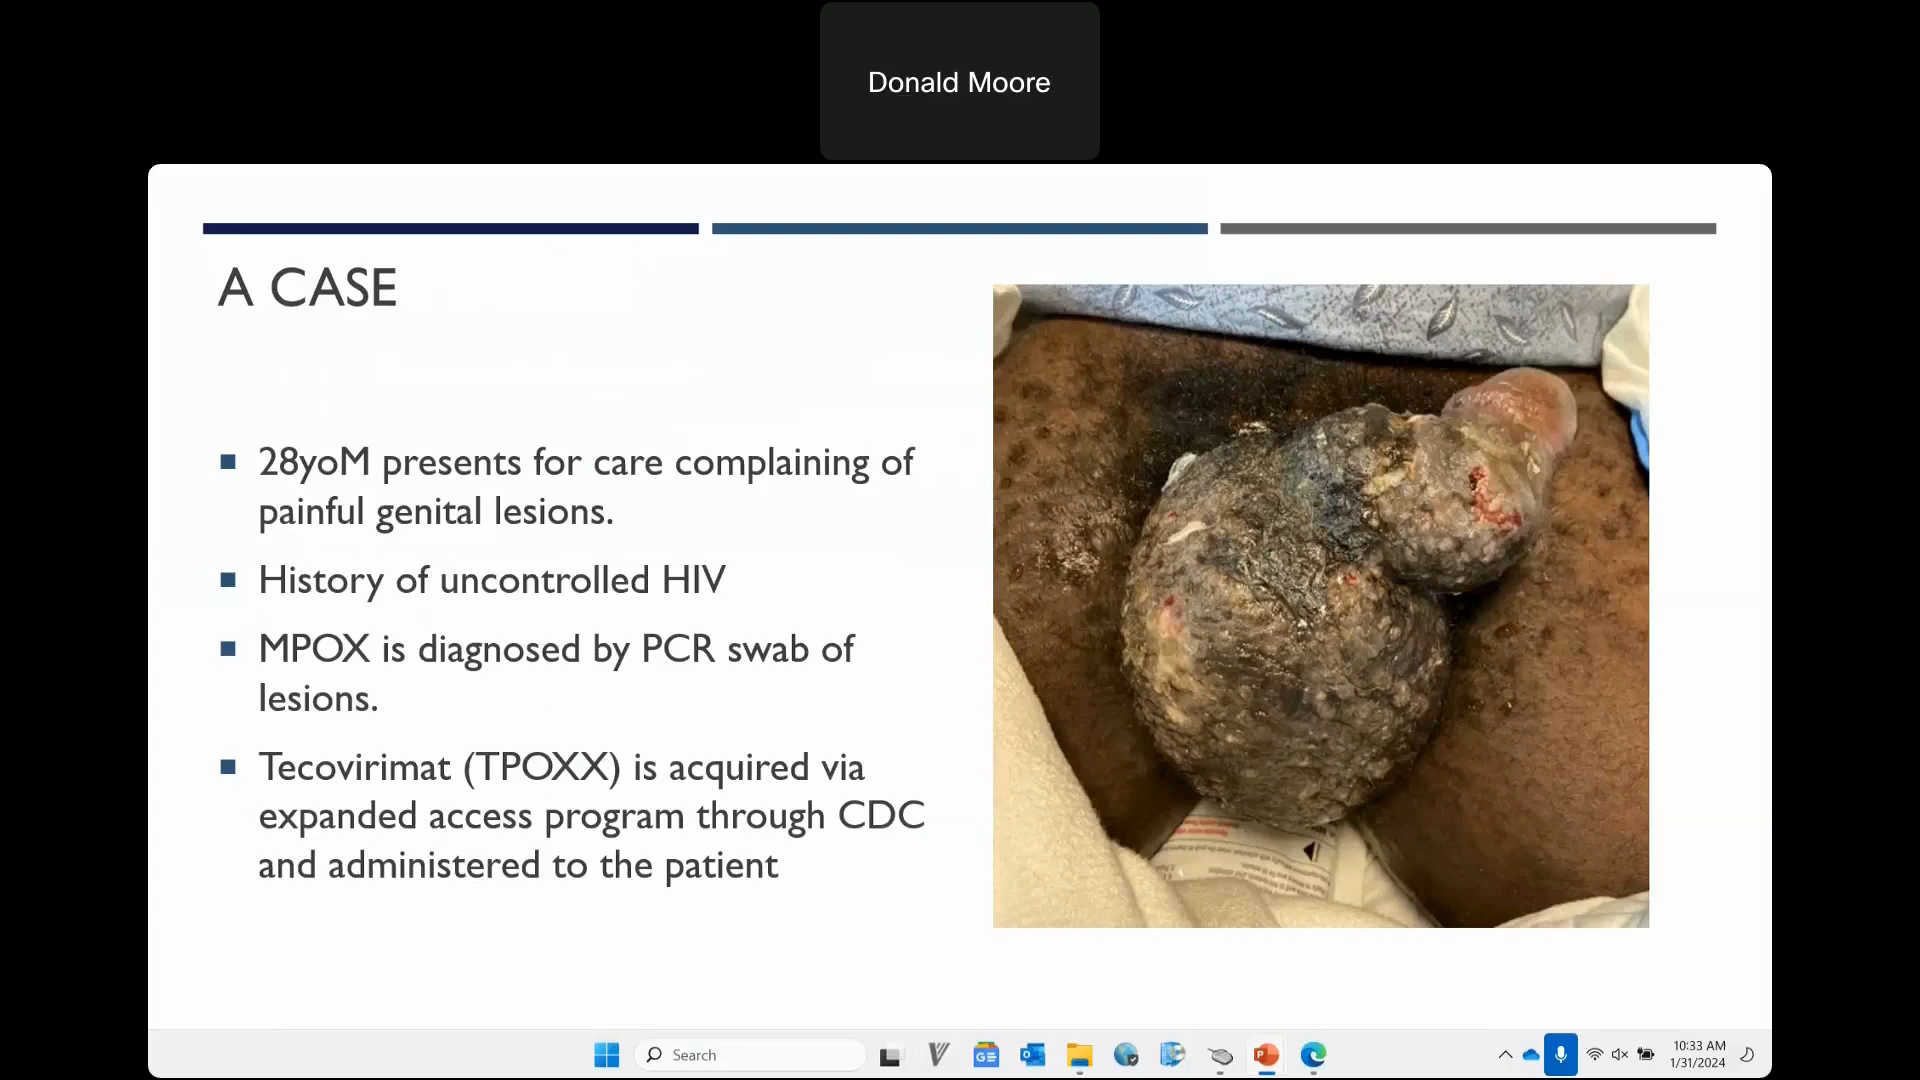 Donald Moore
A CASE
28yoM presents for care complaining of
painful genital lesions.
History of uncontrolled HIV
MPOX is diagnosed by PCR swab of
lesions.
Tecovirimat (TPOXX) is acquired via
expanded access program through CDC
and administered to the patient
Search
10:33 AM
1/31/2024